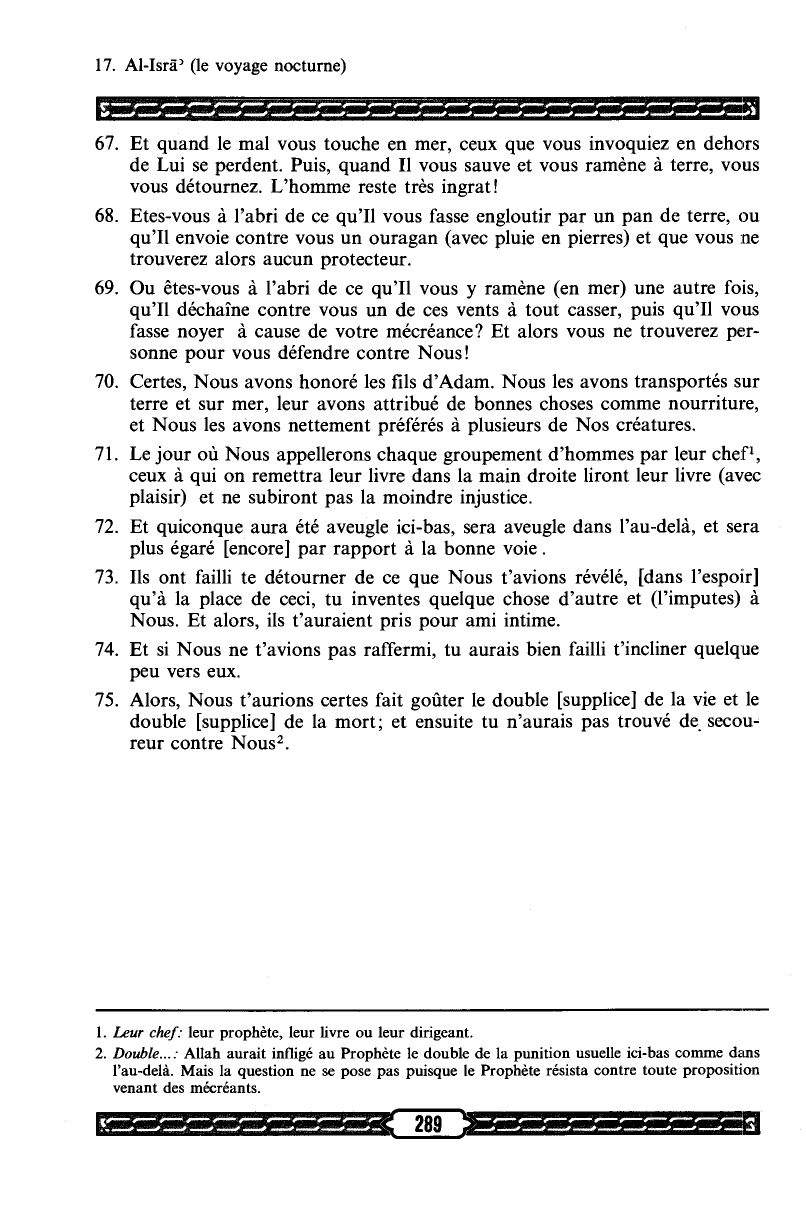 17. Al-Isrāʾ (le voyage nocturne)
67. Et quand le mal vous touche en mer, ceux que vous invoquiez en dehors
de Lui se perdent. Puis, quand Il vous sauve et vous ramène à terre, vous
vous détournez. L'homme reste très ingrat!
68. Etes-vous à l'abri de ce qu'Il vous fasse engloutir par un pan de terre, ou
qu'Il envoie contre vous un ouragan (avec pluie en pierres) et que vous ne
trouverez alors aucun protecteur.
69. Ou êtes-vous à l'abri de ce qu'Il vous y ramène (en mer) une autre fois,
qu'Il déchaîne contre vous un de ces vents à tout casser, puis qu'Il vous
fasse noyer à cause de votre mécréance? Et alors vous ne trouverez per-
sonne pour vous défendre contre Nous!
70. Certes, Nous avons honoré les fils d'Adam. Nous les avons transportés sur
terre et sur mer, leur avons attribué de bonnes choses comme nourriture,
et Nous les avons nettement préférés à plusieurs de Nos créatures.
71. Le jour où Nous appellerons chaque groupement d'hommes par leur chef¹,
ceux à qui on remettra leur livre dans la main droite liront leur livre (avec
plaisir) et ne subiront pas la moindre injustice.
72. Et quiconque aura été aveugle ici-bas, sera aveugle dans l'au-delà, et sera
plus égaré [encore] par rapport à la bonne voie .
73. Ils ont failli te détourner de ce que Nous t'avions révélé, [dans l'espoir]
qu'à la place de ceci, tu inventes quelque chose d'autre et (l'imputes) à
Nous. Et alors, ils t'auraient pris pour ami intime.
74. Et si Nous ne t'avions pas raffermi, tu aurais bien failli t'incliner quelque
peu vers eux.
75. Alors, Nous t'aurions certes fait goûter le double [supplice] de la vie et le
double [supplice] de la mort; et ensuite tu n'aurais pas trouvé de secou-
reur contre Nous².
1. Leur chef: leur prophète, leur livre ou leur dirigeant.
2. Double...: Allah aurait infligé au Prophète le double de la punition usuelle ici-bas comme dans
l'au-delà. Mais la question ne se pose pas puisque le Prophète résista contre toute proposition
venant des mécréants.
289